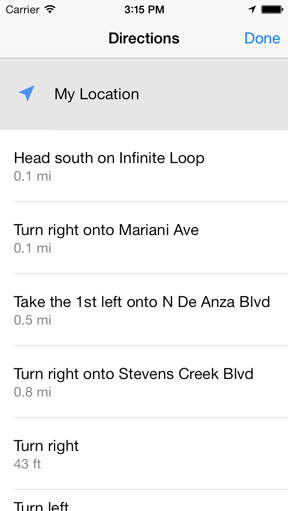 Carrier 3:15 PM
Directions Done
My Location
Head south on Infinite Loop
0.1 mi
Turn right onto Mariani Ave
0.1 mi
Take the 1st left onto N De Anza Blvd
0.5 mi
Turn right onto Stevens Creek Blvd
0.8 mi
Turn right
43 ft
Turn left